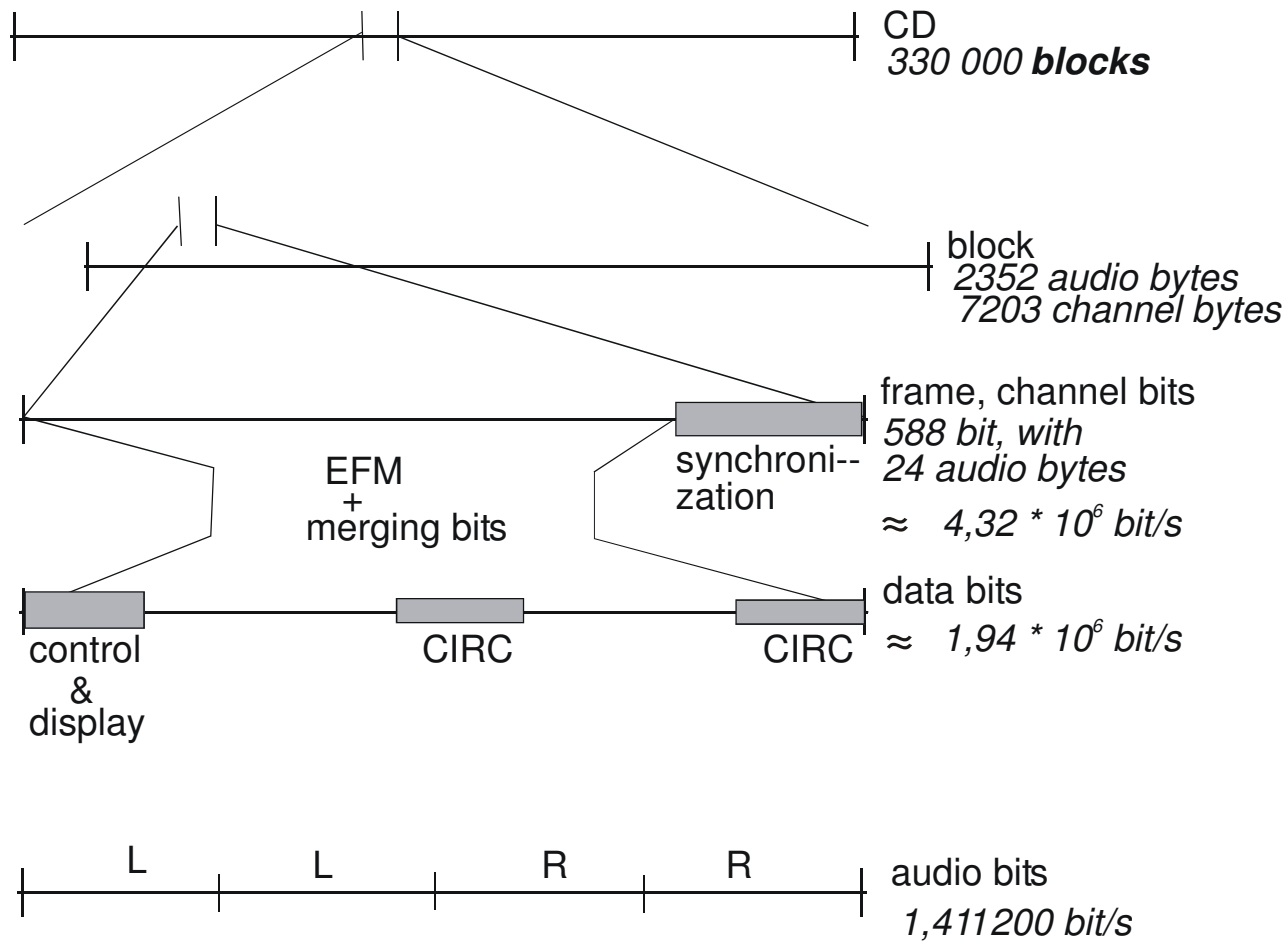 CD
330 000 blocks
block
2352 audio bytes
7203 channel bytes
frame, channel bits
588 bit, with
24 audio bytes
≈ 4,32 * 10⁶ bit/s
EFM
+
merging bits
synchroni--
zation
data bits
≈ 1,94 * 10⁶ bit/s
control
&
display
CIRC
CIRC
L L R R
audio bits
1,411200 bit/s